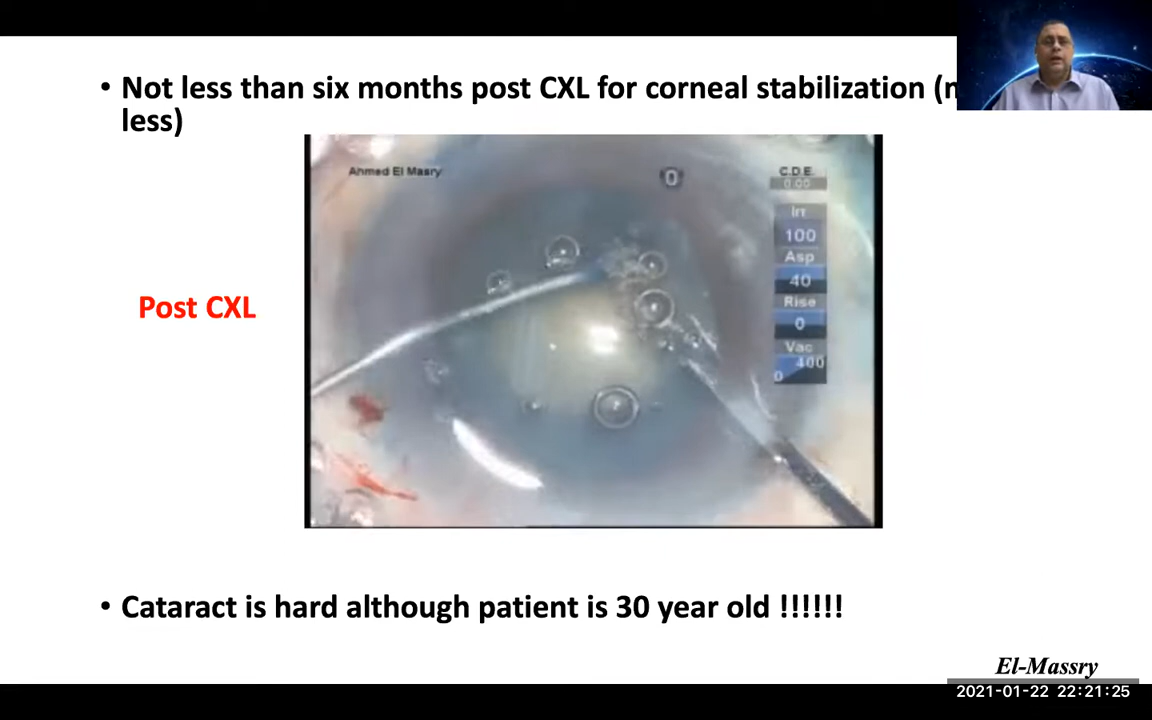 • Not less than six months post CXL for corneal stabilization
less)
Ahmed El Masry
0
C.D.E.
0.00
Irr
100
Asp
40
Rise
0
Vac
400
0
Post CXL
• Cataract is hard although patient is 30 year old !!!!!!
El-Massry
2021-01-22 22:21:25